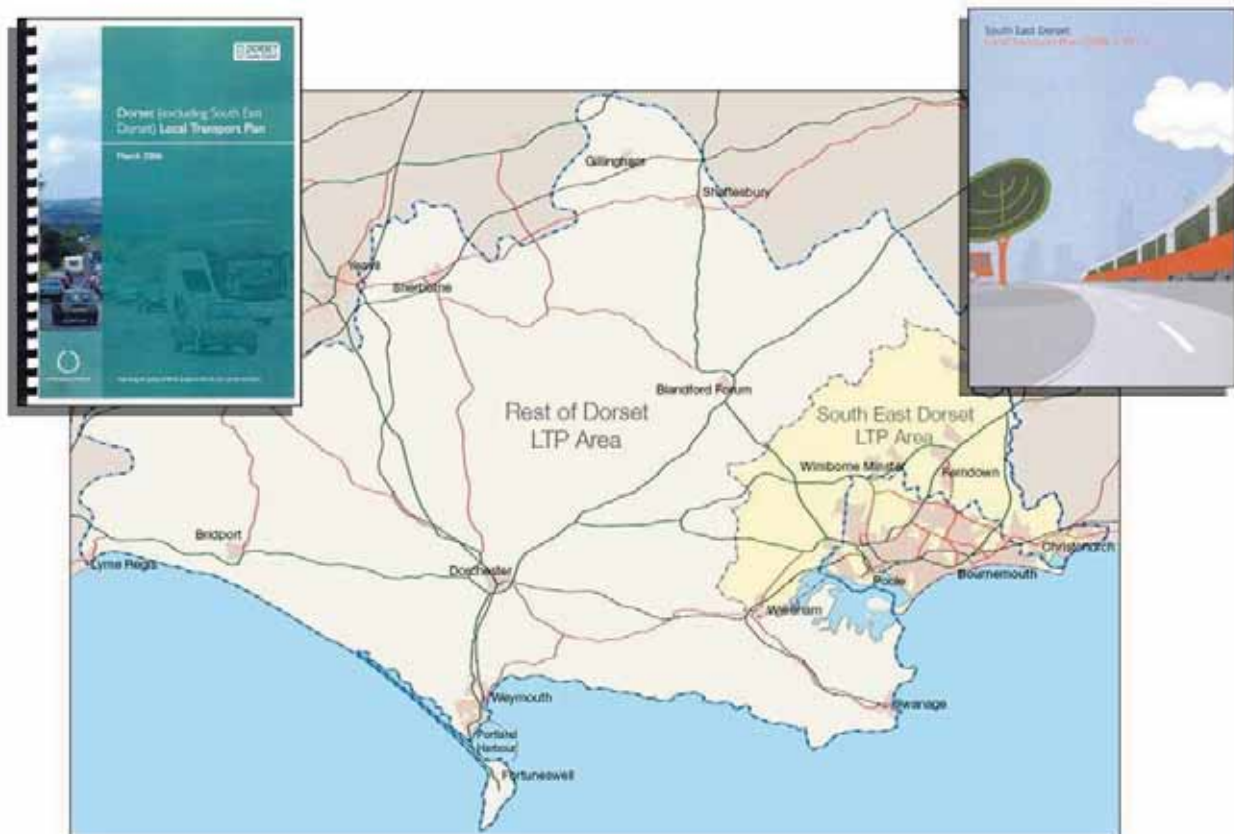 DORSET
Dorset (excluding South East
Dorset) Local Transport Plan
March 2006
South East Dorset
Gillingham
Shaftesbury
Yeovil
Sherborne
Blandford Forum
Rest of Dorset
LTP Area
South East Dorset
LTP Area
Wimborne Minster
Ferndown
Bridport
Lyme Regis
Dorchester
Christchurch
Poole
Bournemouth
Wareham
Weymouth
Swanage
Portland
Harbour
Fortuneswell